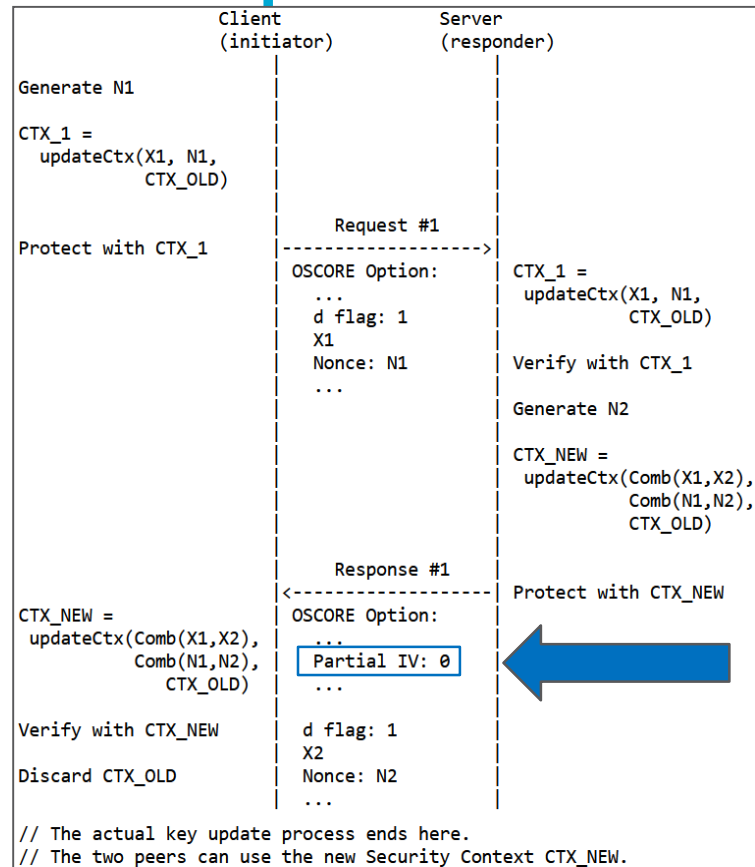 Client Server
(initiator) (responder)
Generate N1
CTX_1 =
updateCtx(X1, N1,
CTX_OLD)
Request #1
Protect with CTX_1 |------------------->|
OSCORE Option: CTX_1 =
... updateCtx(X1, N1,
d flag: 1 CTX_OLD)
X1
Nonce: N1 Verify with CTX_1
...
Generate N2
CTX_NEW =
updateCtx(Comb(X1,X2),
Comb(N1,N2),
CTX_OLD)
Response #1
<-------------------| Protect with CTX_NEW
CTX_NEW = OSCORE Option:
updateCtx(Comb(X1,X2), ...
Comb(N1,N2), Partial IV: 0
CTX_OLD) ...
Verify with CTX_NEW d flag: 1
X2
Discard CTX_OLD Nonce: N2
...
// The actual key update process ends here.
// The two peers can use the new Security Context CTX_NEW.